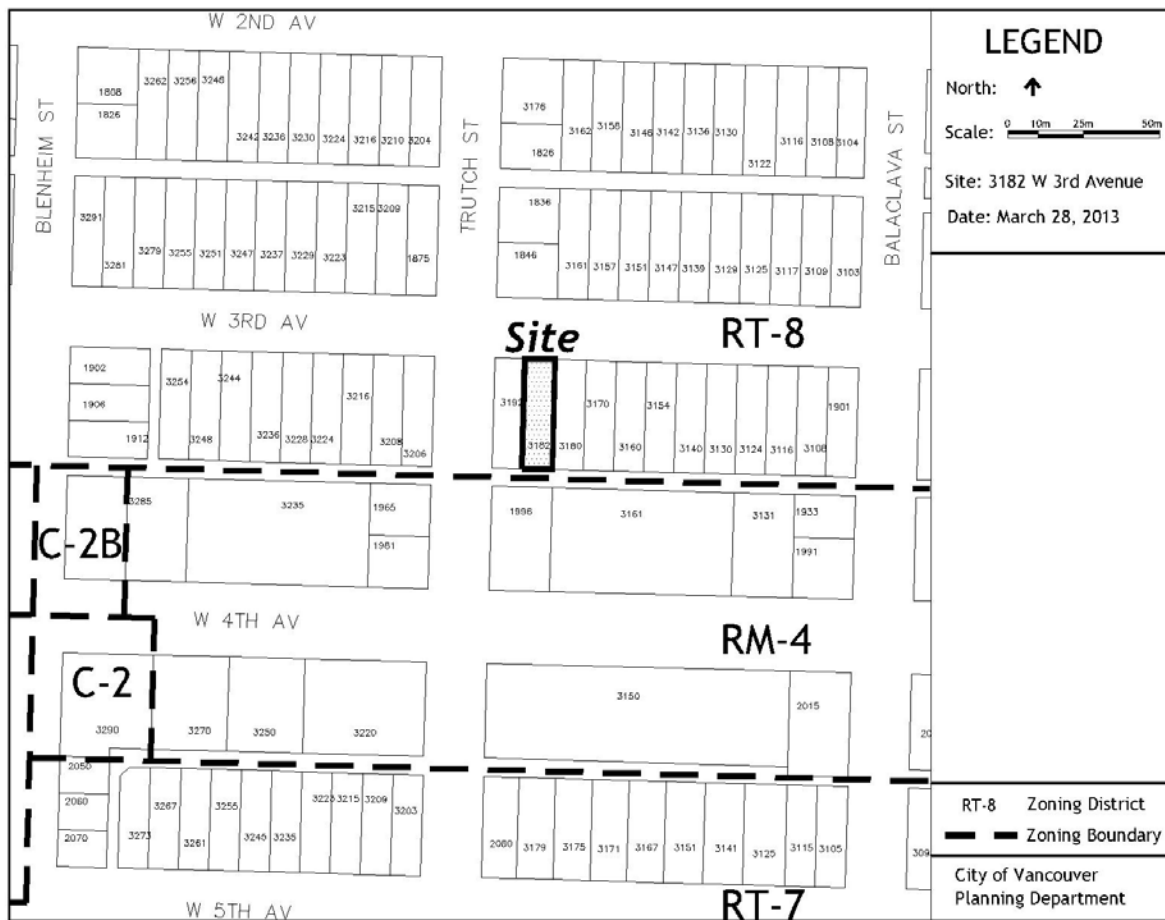 W 2ND AV
LEGEND
North:
Scale: 0 10m 25m 50m
Site: 3182 W 3rd Avenue
Date: March 28, 2013
BLENHEIM ST
TRUTCH ST
BALACLAVA ST
3262 3256 3248
1808
1826
3242 3236 3230 3224 3216 3210 3204
3176
3162 3158 3146 3142 3136 3130 3116 3108 3104
1826
3122
3291
3281
3279 3255 3251 3247 3237 3229 3223
3215 3209
1875
1836
1846
3161 3157 3151 3147 3139 3129 3125 3117 3109 3103
W 3RD AV
Site
RT-8
1902
1906
1912
3254 3244
3248
3236 3228 3224
3216
3208
3206
3192
3182 3180
3170
3160
3154
3140 3130 3124 3116 3108
1901
3285
3235
1965
1981
1996
3161
3131
1933
1991
C-2B
W 4TH AV
RM-4
C-2
3290
3270
3250
3220
3150
2015
20
2050
2060
2070
3273
3267
3261
3255
3245 3235
3223 3215 3209
3203
2080
3179 3175 3171 3167 3151 3141 3125 3115 3105
309
W 5TH AV
RT-7
RT-8 Zoning District
Zoning Boundary
City of Vancouver
Planning Department